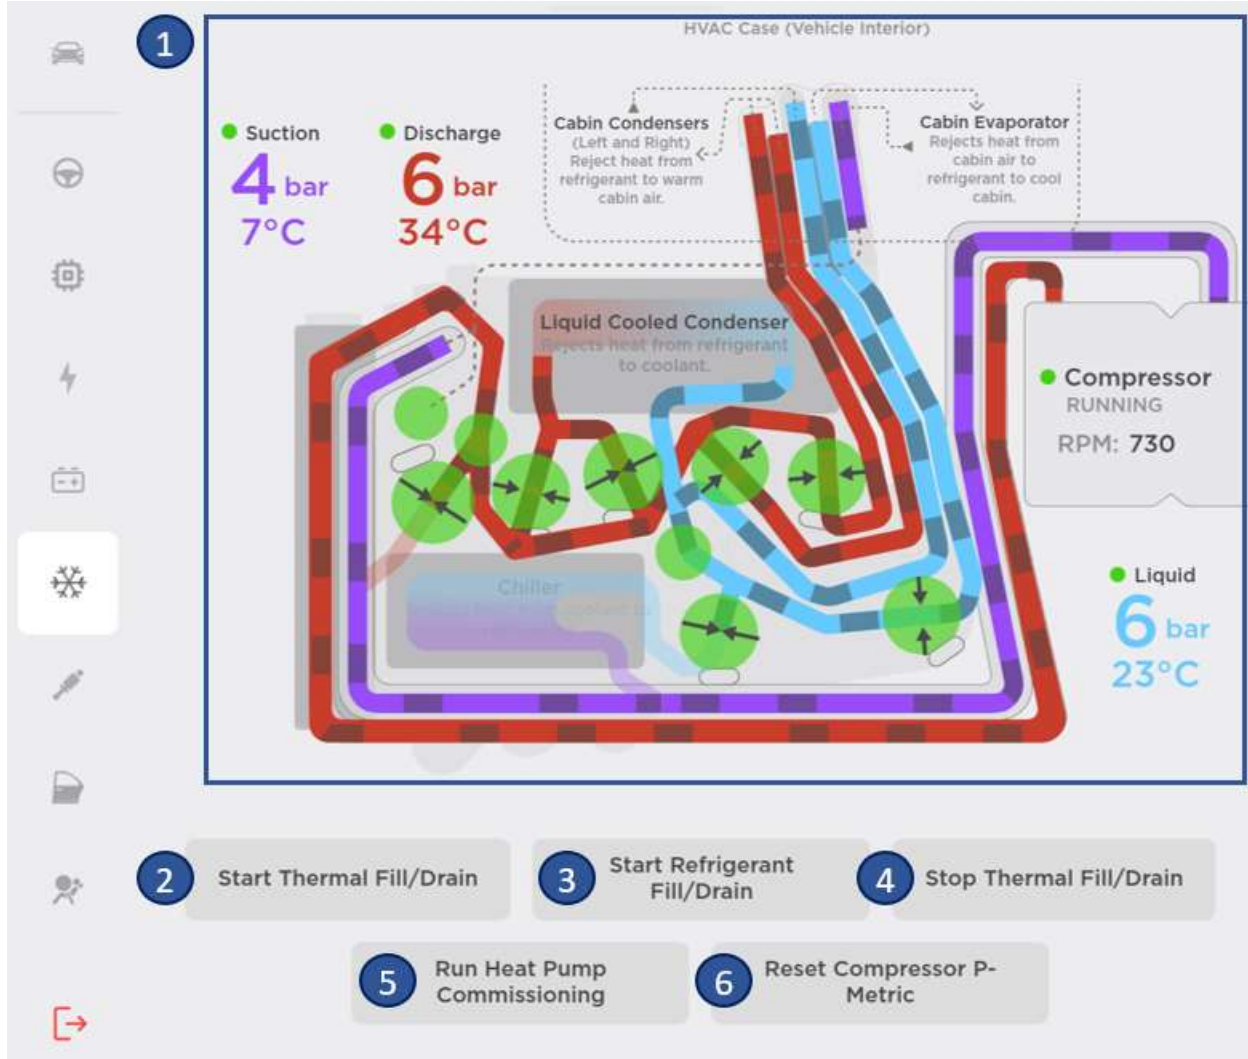 1
HVAC Case (Vehicle Interior)
Suction
4 bar
7°C
Discharge
6 bar
34°C
Cabin Condensers
(Left and Right)
Reject heat from
refrigerant to warm
cabin air.
Cabin Evaporator
Rejects heat from
cabin air to
refrigerant to cool
cabin.
Liquid Cooled Condenser
Rejects heat from refrigerant
to coolant.
Compressor
RUNNING
RPM: 730
Chiller
Liquid
6 bar
23°C
2
Start Thermal Fill/Drain
3
Start Refrigerant
Fill/Drain
4
Stop Thermal Fill/Drain
5
Run Heat Pump
Commissioning
6
Reset Compressor P-
Metric